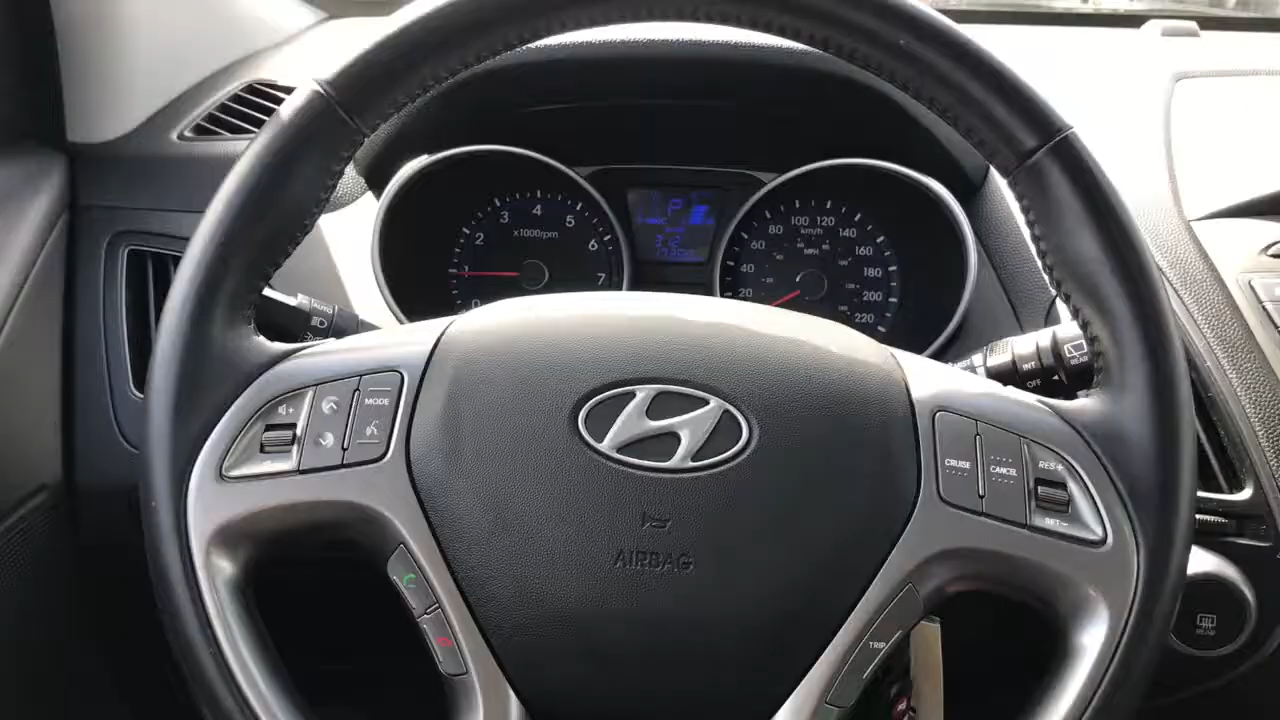 0
2
3
4
5
6
7
x1000rpm
P
20
40
60
80
100
120
140
160
180
200
220
km/h
MPH
AUTO
INT
OFF
REAR
MODE
CRUISE
CANCEL
RES+
SET−
AIRBAG
TRIP
REAR